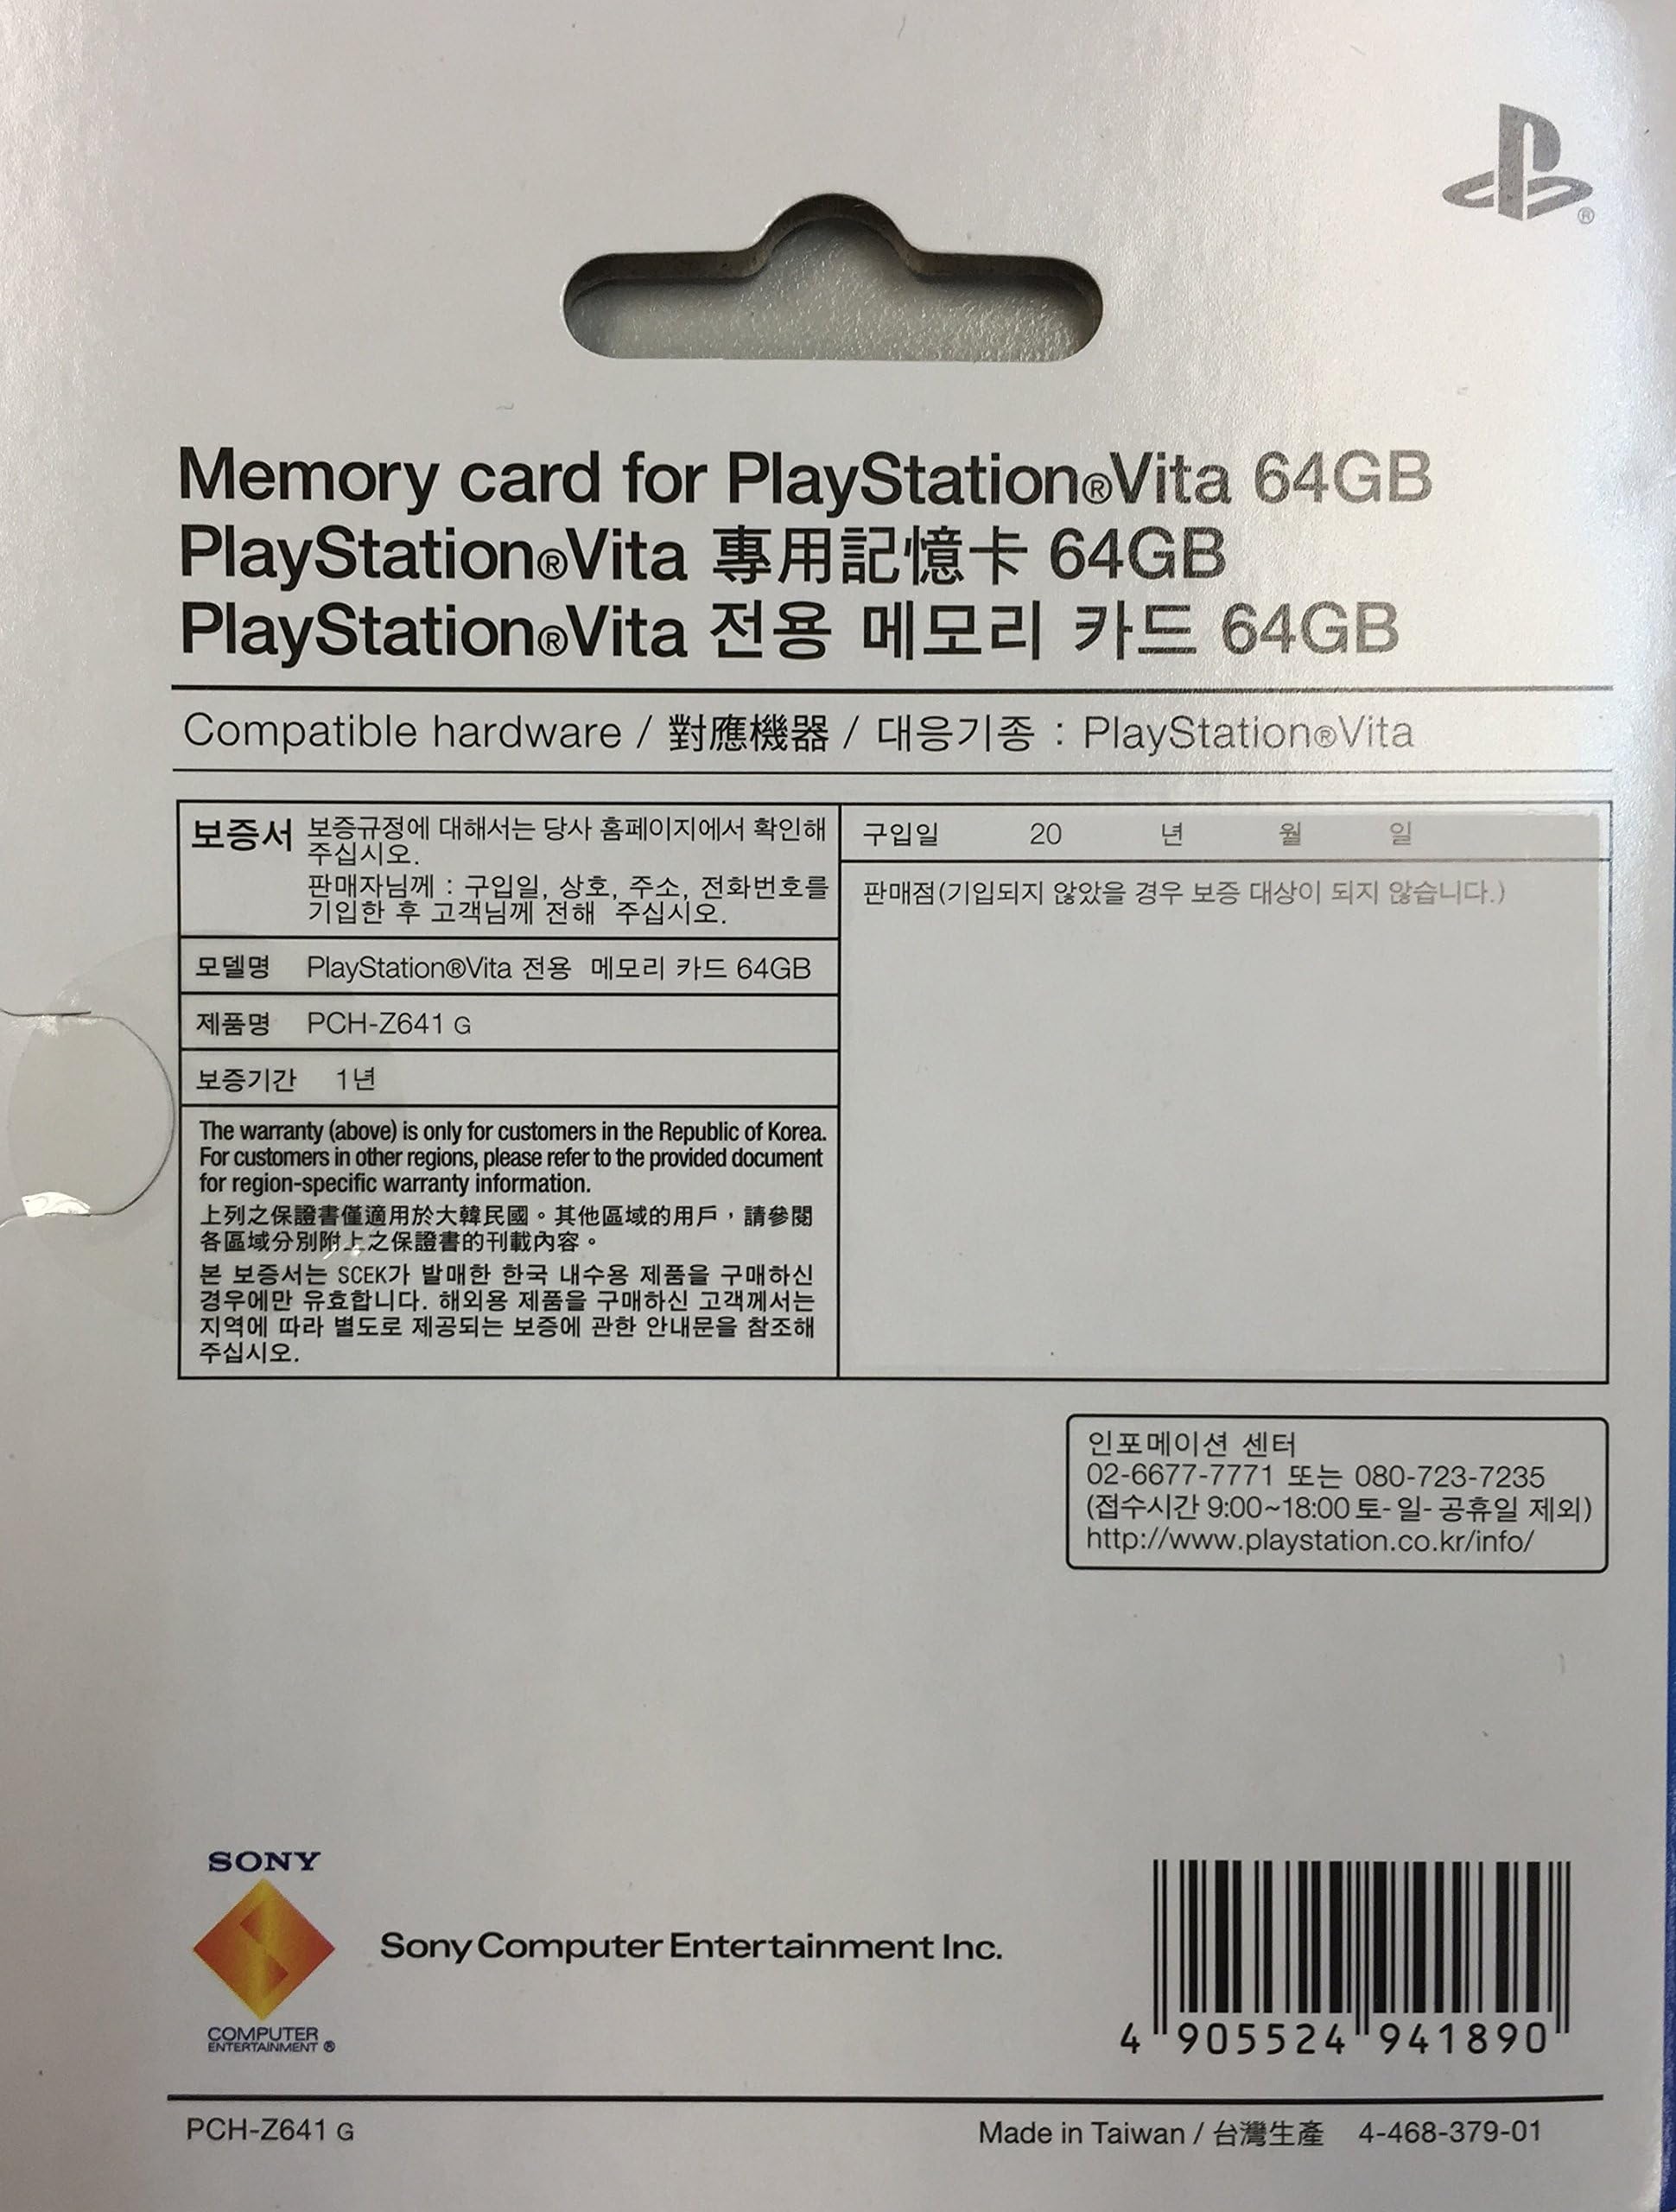 Memory card for PlayStation®Vita 64GB
PlayStation®Vita 專用記憶卡 64GB
PlayStation®Vita 전용 메모리 카드 64GB
Compatible hardware / 對應機器 / 대응기종 : PlayStation®Vita
보증서 보증규정에 대해서는 당사 홈페이지에서 확인해
주십시오.
판매자님께 : 구입일, 상호, 주소, 전화번호를
기입한 후 고객님께 전해 주십시오.
구입일 20 년 월 일
판매점(기입되지 않았을 경우 보증 대상이 되지 않습니다.)
모델명 PlayStation®Vita 전용 메모리 카드 64GB
제품명 PCH-Z641 G
보증기간 1년
The warranty (above) is only for customers in the Republic of Korea.
For customers in other regions, please refer to the provided document
for region-specific warranty information.
上列之保證書僅適用於大韓民國。其他區域的用戶，請參閱
各區域分別附上之保證書的刊載內容。
본 보증서는 SCEK가 발매한 한국 내수용 제품을 구매하신
경우에만 유효합니다. 해외용 제품을 구매하신 고객께서는
지역에 따라 별도로 제공되는 보증에 관한 안내문을 참조해
주십시오.
인포메이션 센터
02-6677-7771 또는 080-723-7235
(접수시간 9:00~18:00 토-일-공휴일 제외)
http://www.playstation.co.kr/info/
SONY
COMPUTER
ENTERTAINMENT ®
Sony Computer Entertainment Inc.
4 905524 941890
PCH-Z641 G
Made in Taiwan / 台灣生產 4-468-379-01